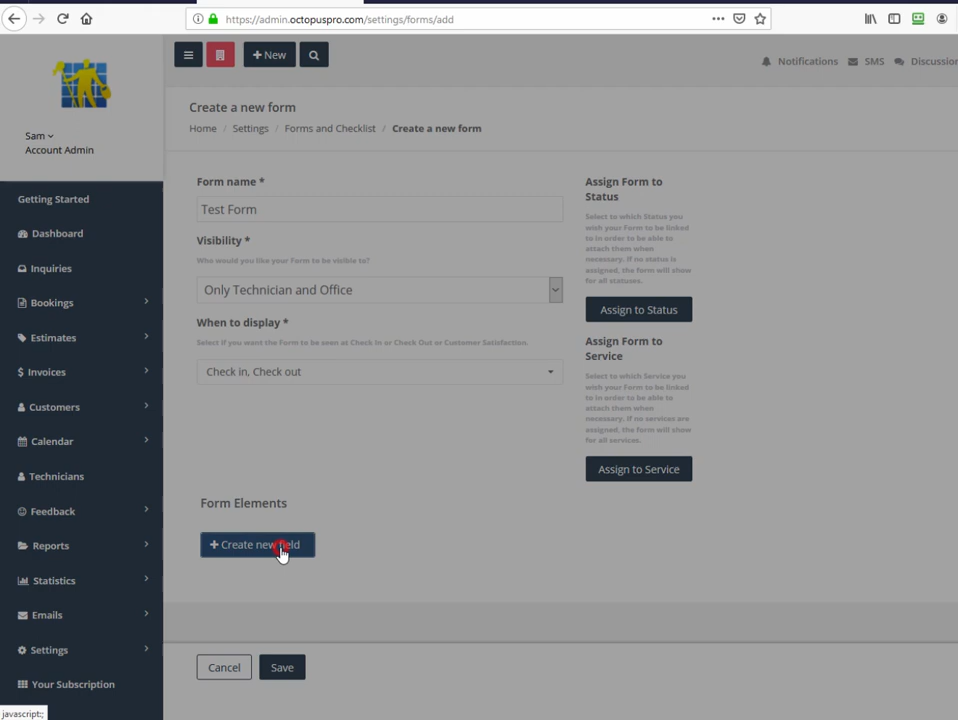 https://admin.octopuspro.com/settings/forms/add
New
Notifications
SMS
Discussion
Create a new form
Home / Settings / Forms and Checklist / Create a new form
Sam
Account Admin
Getting Started
Dashboard
Inquiries
Bookings
Estimates
Invoices
Customers
Calendar
Technicians
Feedback
Reports
Statistics
Emails
Settings
Your Subscription
Form name *
Test Form
Visibility *
Who would you like your Form to be visible to?
Only Technician and Office
When to display *
Select if you want the Form to be seen at Check In or Check Out or Customer Satisfaction.
Check in, Check out
Assign Form to
Status
Select to which Status you
wish your Form to be linked
to in order to be able to
attach them when
necessary. If no status is
assigned, the form will show
for all statuses.
Assign to Status
Assign Form to
Service
Select to which Service you
wish your Form to be linked
to in order to be able to
attach them when
necessary. If no services are
assigned, the form will show
for all services.
Assign to Service
Form Elements
Create new field
Cancel
Save
javascript:;